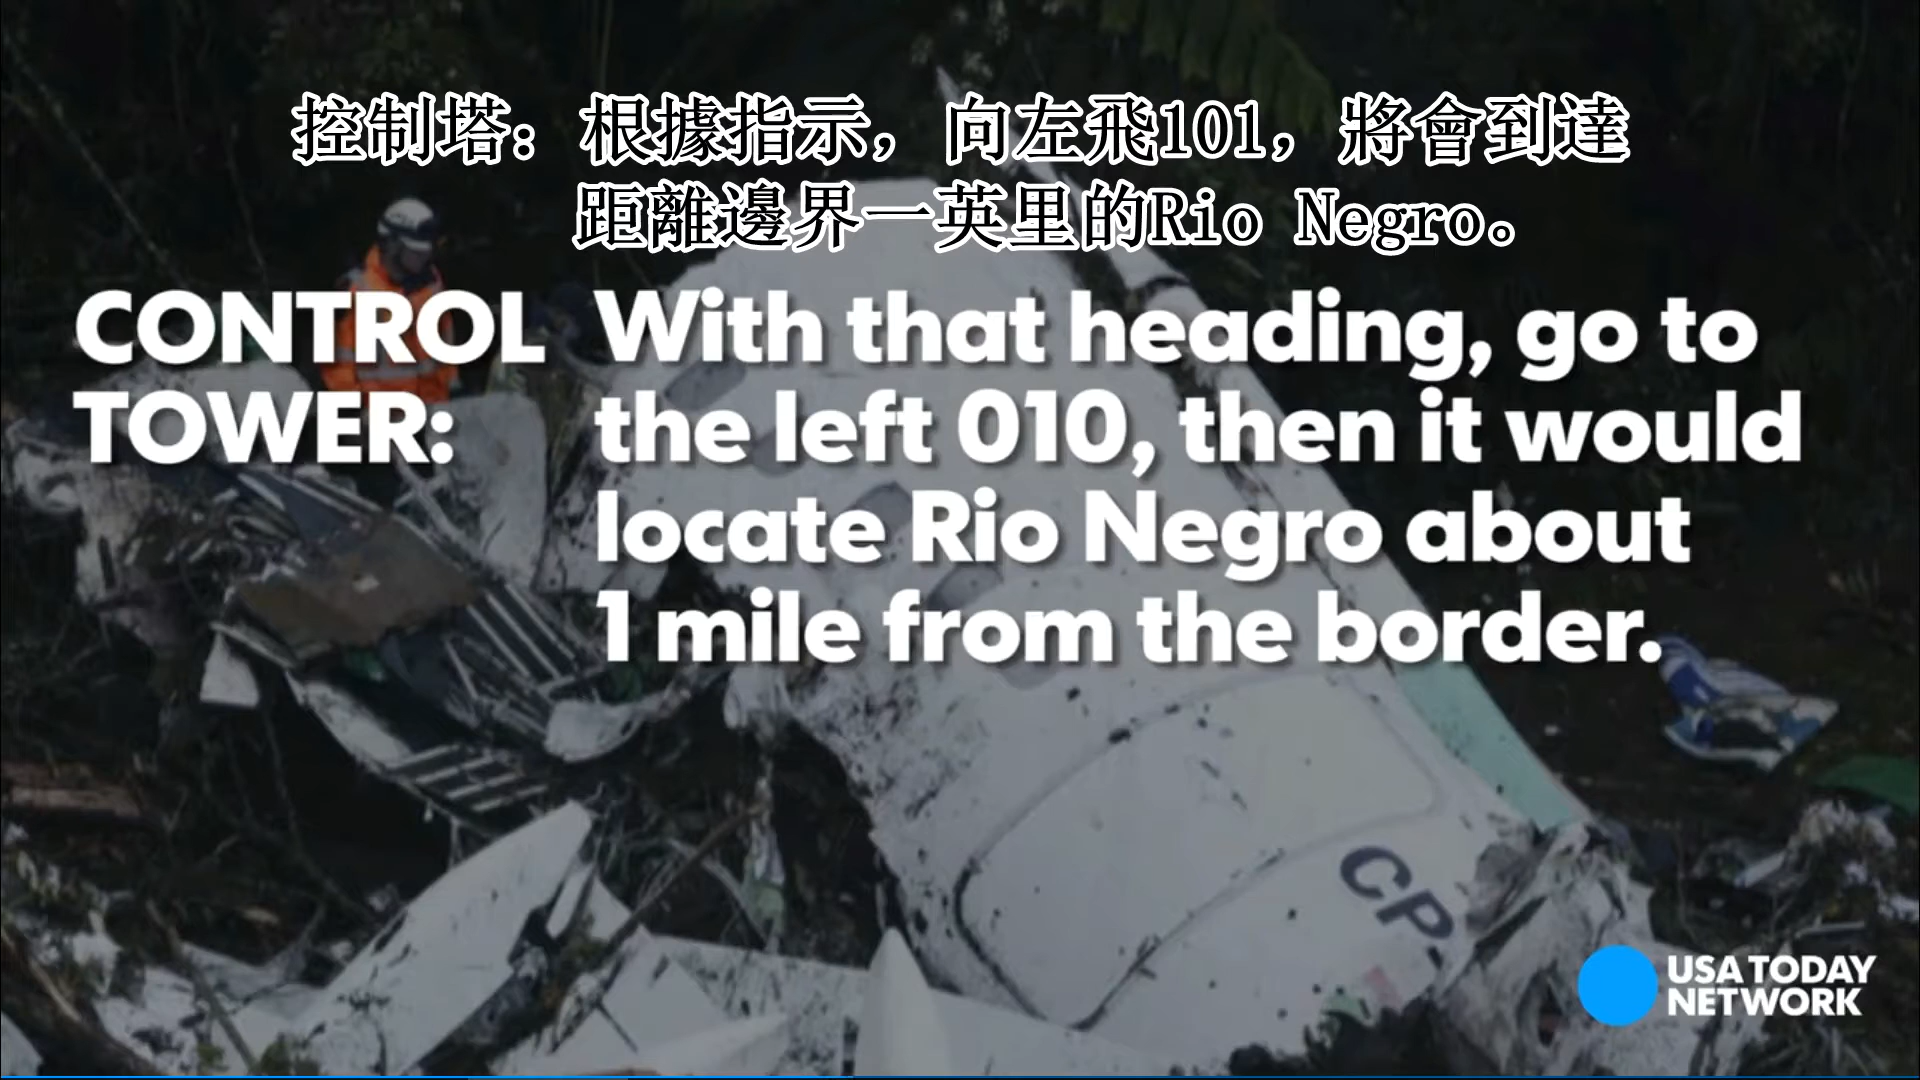 控制塔：根據指示，向左飛101，將會到達
距離邊界一英里的Rio Negro。
CONTROL
TOWER:
With that heading, go to
the left 010, then it would
locate Rio Negro about
1 mile from the border.
CP-
USA TODAY
NETWORK